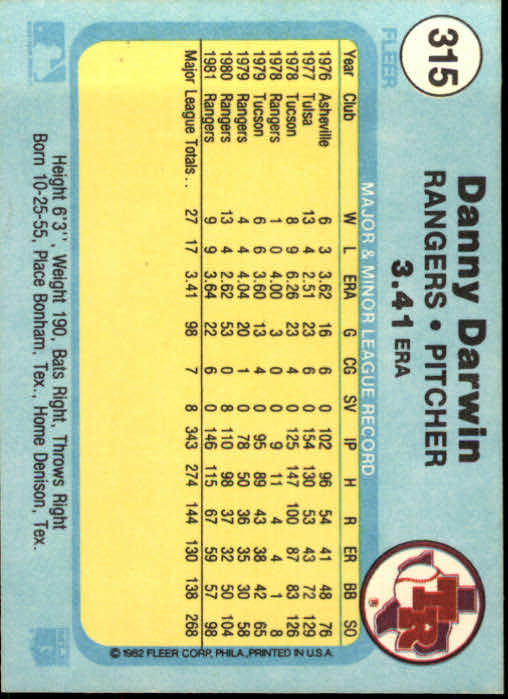 315
FLEER
Danny Darwin
RANGERS • PITCHER
3.41 ERA
TR
MAJOR & MINOR LEAGUE RECORD
Year Club W L ERA G CG SV IP H R ER BB SO
1976 Asheville 6 3 3.62 16 6 0 102 96 54 41 48 76
1977 Tulsa 13 4 2.51 23 6 0 154 130 53 43 72 129
1978 Tucson 8 9 6.26 23 4 0 125 147 100 87 83 126
1978 Rangers 1 0 4.00 3 0 0 9 11 4 4 1 8
1979 Tucson 6 6 3.60 13 4 0 95 89 43 38 42 65
1979 Rangers 4 4 4.04 20 1 0 78 50 36 35 30 58
1980 Rangers 13 4 2.62 53 0 8 110 98 37 32 50 104
1981 Rangers 9 9 3.64 22 6 0 146 115 67 59 57 98
Major League Totals . . 27 17 3.41 98 7 8 343 274 144 130 138 268
© 1982 FLEER CORP., PHILA., PRINTED IN U.S.A.
Height 6'3", Weight 190, Bats Right, Throws Right
Born 10-25-55, Place Bonham, Tex., Home Denison, Tex.